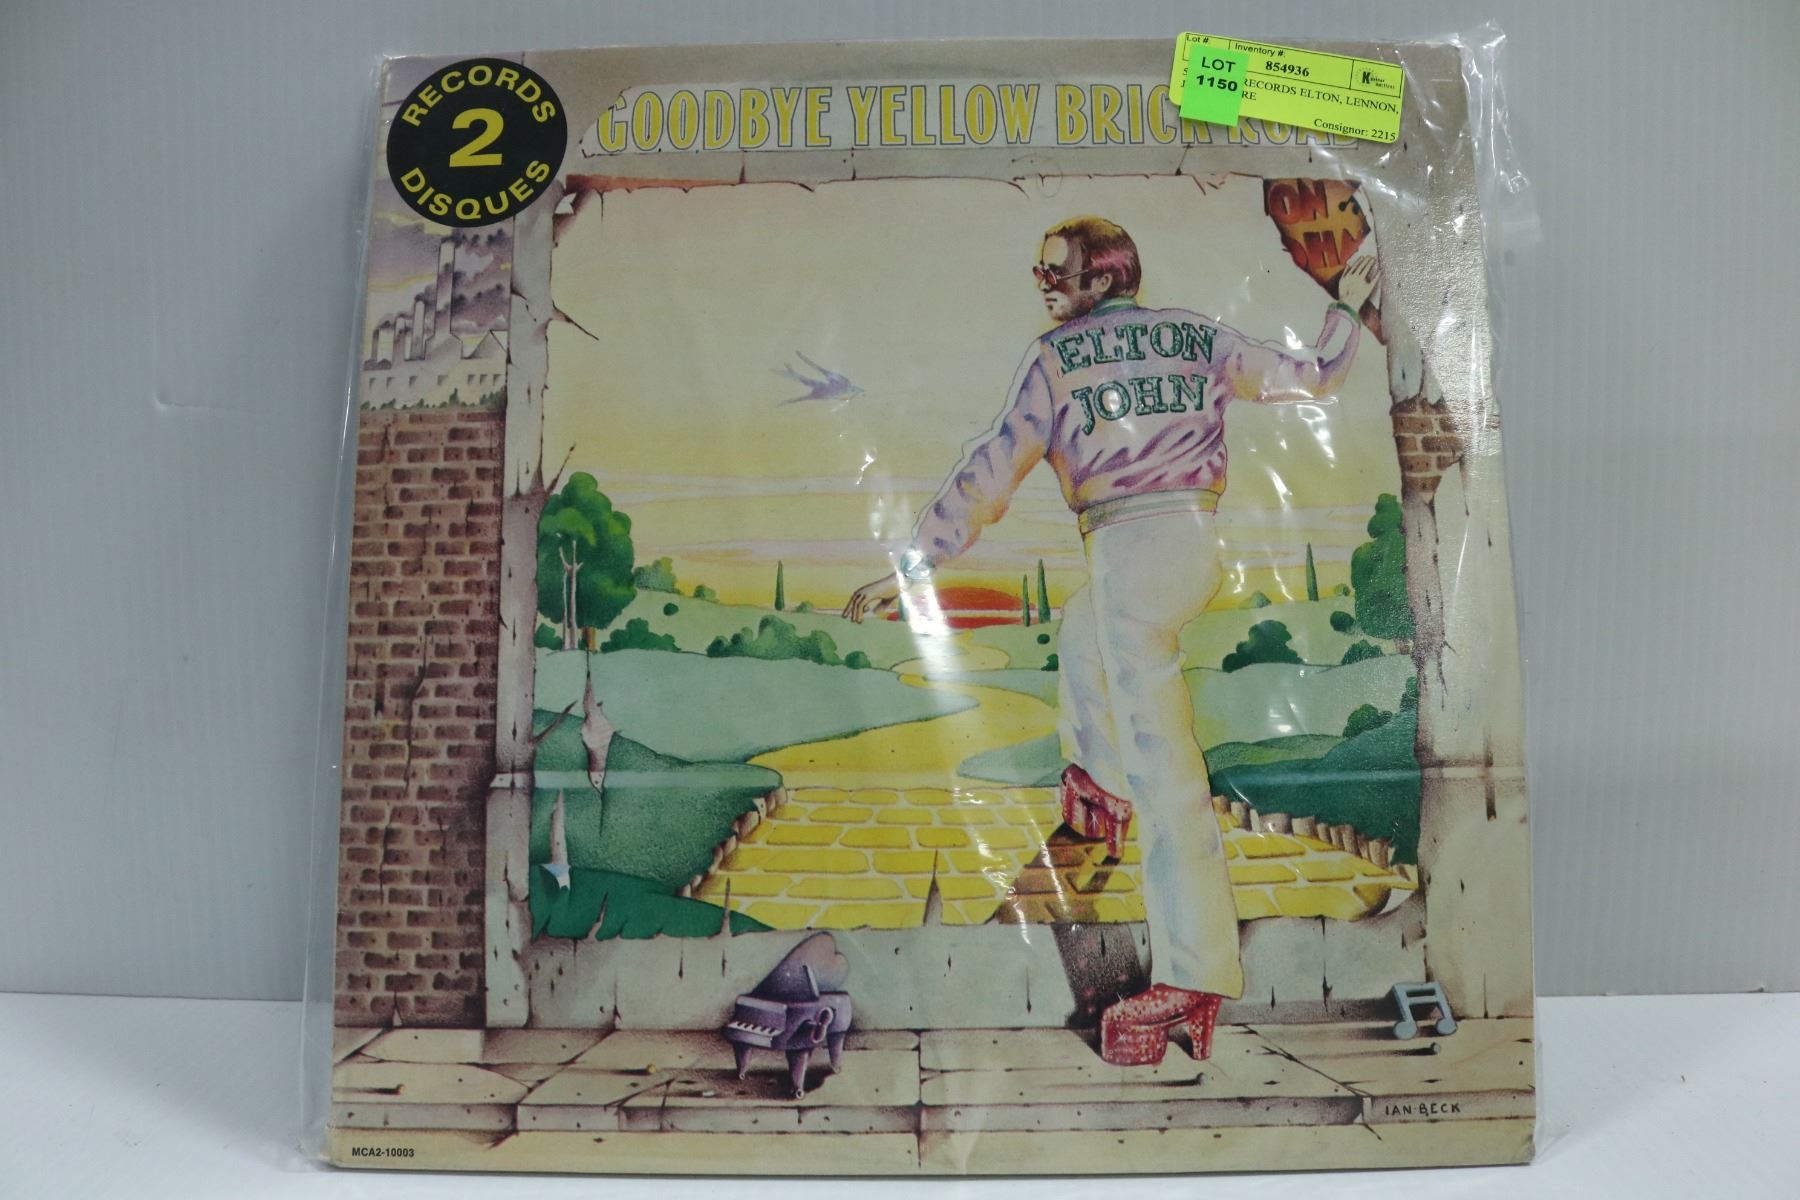 RECORDS
2
DISQUES
GOODBYE YELLOW BRICK ROAD
Lot #:
Inventory #:
854936
LOT
1150
RECORDS ELTON, LENNON,
Consignor: 2215
ELTON
JOHN
IAN·BECK
MCA2-10003